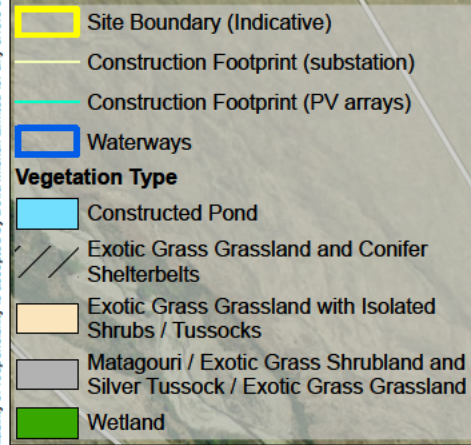 Site Boundary (Indicative)
Construction Footprint (substation)
Construction Footprint (PV arrays)
Waterways
Vegetation Type
Constructed Pond
Exotic Grass Grassland and Conifer
Shelterbelts
Exotic Grass Grassland with Isolated
Shrubs / Tussocks
Matagouri / Exotic Grass Shrubland and
Silver Tussock / Exotic Grass Grassland
Wetland